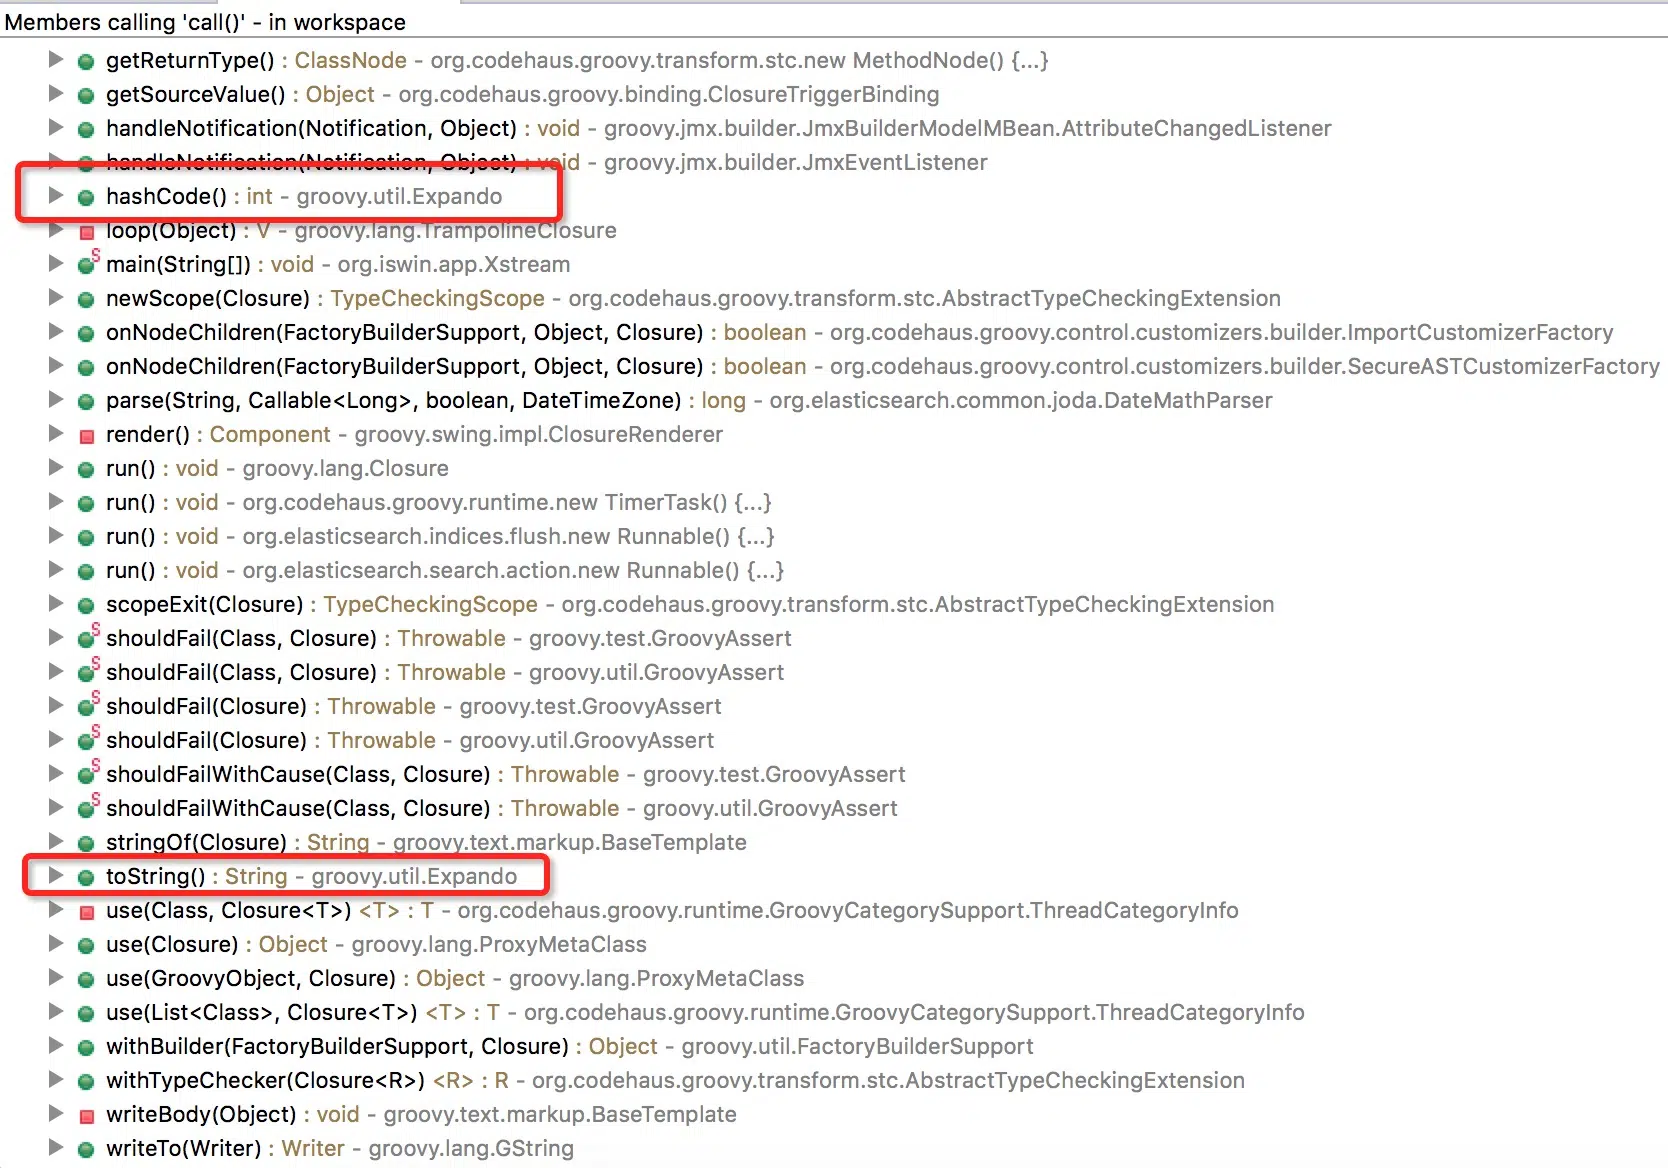 Members calling 'call()' - in workspace
getReturnType() : ClassNode - org.codehaus.groovy.transform.stc.new MethodNode() {...}
getSourceValue() : Object - org.codehaus.groovy.binding.ClosureTriggerBinding
handleNotification(Notification, Object) : void - groovy.jmx.builder.JmxBuilderModelMBean.AttributeChangedListener
handleNotification(Notification, Object) : void - groovy.jmx.builder.JmxEventListener
hashCode() : int - groovy.util.Expando
loop(Object) : V - groovy.lang.TrampolineClosure
main(String[]) : void - org.iswin.app.Xstream
newScope(Closure) : TypeCheckingScope - org.codehaus.groovy.transform.stc.AbstractTypeCheckingExtension
onNodeChildren(FactoryBuilderSupport, Object, Closure) : boolean - org.codehaus.groovy.control.customizers.builder.ImportCustomizerFactory
onNodeChildren(FactoryBuilderSupport, Object, Closure) : boolean - org.codehaus.groovy.control.customizers.builder.SecureASTCustomizerFactory
parse(String, Callable<Long>, boolean, DateTimeZone) : long - org.elasticsearch.common.joda.DateMathParser
render() : Component - groovy.swing.impl.ClosureRenderer
run() : void - groovy.lang.Closure
run() : void - org.codehaus.groovy.runtime.new TimerTask() {...}
run() : void - org.elasticsearch.indices.flush.new Runnable() {...}
run() : void - org.elasticsearch.search.action.new Runnable() {...}
scopeExit(Closure) : TypeCheckingScope - org.codehaus.groovy.transform.stc.AbstractTypeCheckingExtension
shouldFail(Class, Closure) : Throwable - groovy.test.GroovyAssert
shouldFail(Class, Closure) : Throwable - groovy.util.GroovyAssert
shouldFail(Closure) : Throwable - groovy.test.GroovyAssert
shouldFail(Closure) : Throwable - groovy.util.GroovyAssert
shouldFailWithCause(Class, Closure) : Throwable - groovy.test.GroovyAssert
shouldFailWithCause(Class, Closure) : Throwable - groovy.util.GroovyAssert
stringOf(Closure) : String - groovy.text.markup.BaseTemplate
toString() : String - groovy.util.Expando
use(Class, Closure<T>) <T> : T - org.codehaus.groovy.runtime.GroovyCategorySupport.ThreadCategoryInfo
use(Closure) : Object - groovy.lang.ProxyMetaClass
use(GroovyObject, Closure) : Object - groovy.lang.ProxyMetaClass
use(List<Class>, Closure<T>) <T> : T - org.codehaus.groovy.runtime.GroovyCategorySupport.ThreadCategoryInfo
withBuilder(FactoryBuilderSupport, Closure) : Object - groovy.util.FactoryBuilderSupport
withTypeChecker(Closure<R>) <R> : R - org.codehaus.groovy.transform.stc.AbstractTypeCheckingExtension
writeBody(Object) : void - groovy.text.markup.BaseTemplate
writeTo(Writer) : Writer - groovy.lang.GString